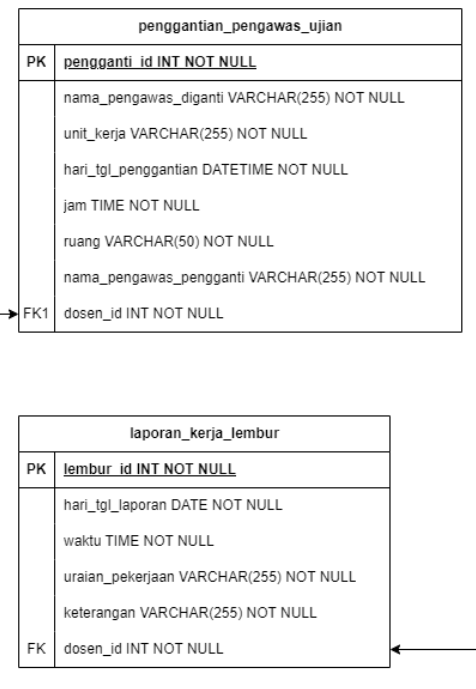 penggantian_pengawas_ujian
PK pengganti_id INT NOT NULL
nama_pengawas_diganti VARCHAR(255) NOT NULL
unit_kerja VARCHAR(255) NOT NULL
hari_tgl_penggantian DATETIME NOT NULL
jam TIME NOT NULL
ruang VARCHAR(50) NOT NULL
nama_pengawas_pengganti VARCHAR(255) NOT NULL
FK1 dosen_id INT NOT NULL
laporan_kerja_lembur
PK lembur_id INT NOT NULL
hari_tgl_laporan DATE NOT NULL
waktu TIME NOT NULL
uraian_pekerjaan VARCHAR(255) NOT NULL
keterangan VARCHAR(255) NOT NULL
FK dosen_id INT NOT NULL